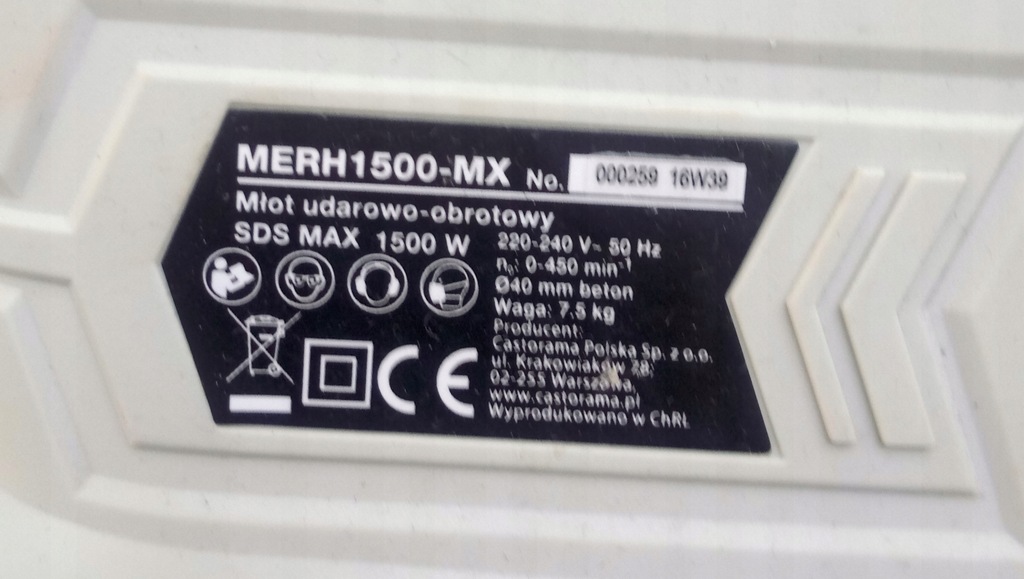 MERH1500-MX No. 000259 16W39
Młot udarowo-obrotowy
SDS MAX 1500 W
220-240 V~ 50 Hz
n₀: 0-450 min⁻¹
Ø40 mm beton
Waga: 7.5 kg
Producent:
Castorama Polska Sp. z o.o.
ul. Krakowiaków 78;
02-255 Warszawa
www.castorama.pl
Wyprodukowano w ChRL
CE